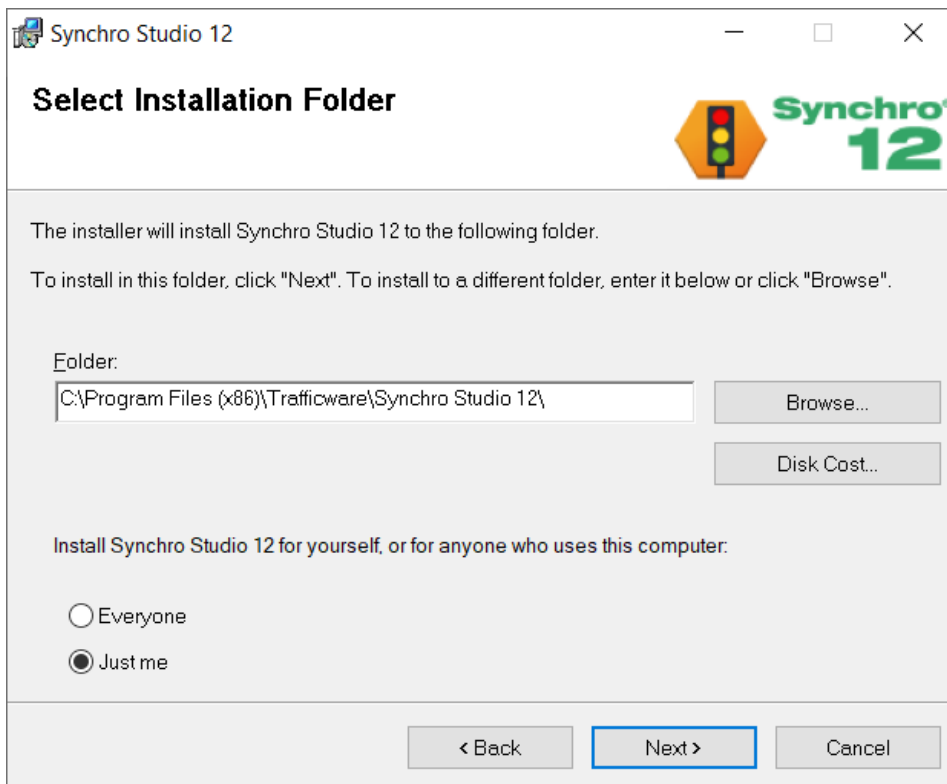 Synchro Studio 12
Select Installation Folder
Synchro®
12
The installer will install Synchro Studio 12 to the following folder.
To install in this folder, click "Next". To install to a different folder, enter it below or click "Browse".
Folder:
C:\Program Files (x86)\Trafficware\Synchro Studio 12\
Browse...
Disk Cost...
Install Synchro Studio 12 for yourself, or for anyone who uses this computer:
Everyone
Just me
< Back
Next >
Cancel